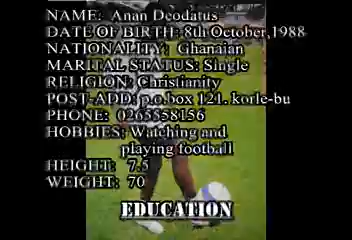 NAME: Anan Deodatus
DATE OF BIRTH: 8th October,1988
NATIONALITY: Ghanaian
MARITAL STATUS: Single
RELIGION: Christianity
POST-ADD: p.o.box 121. korle-bu
PHONE: 0265558156
HOBBIES: Watching and
playing football
HEIGHT: 7.5
WEIGHT: 70
EDUCATION